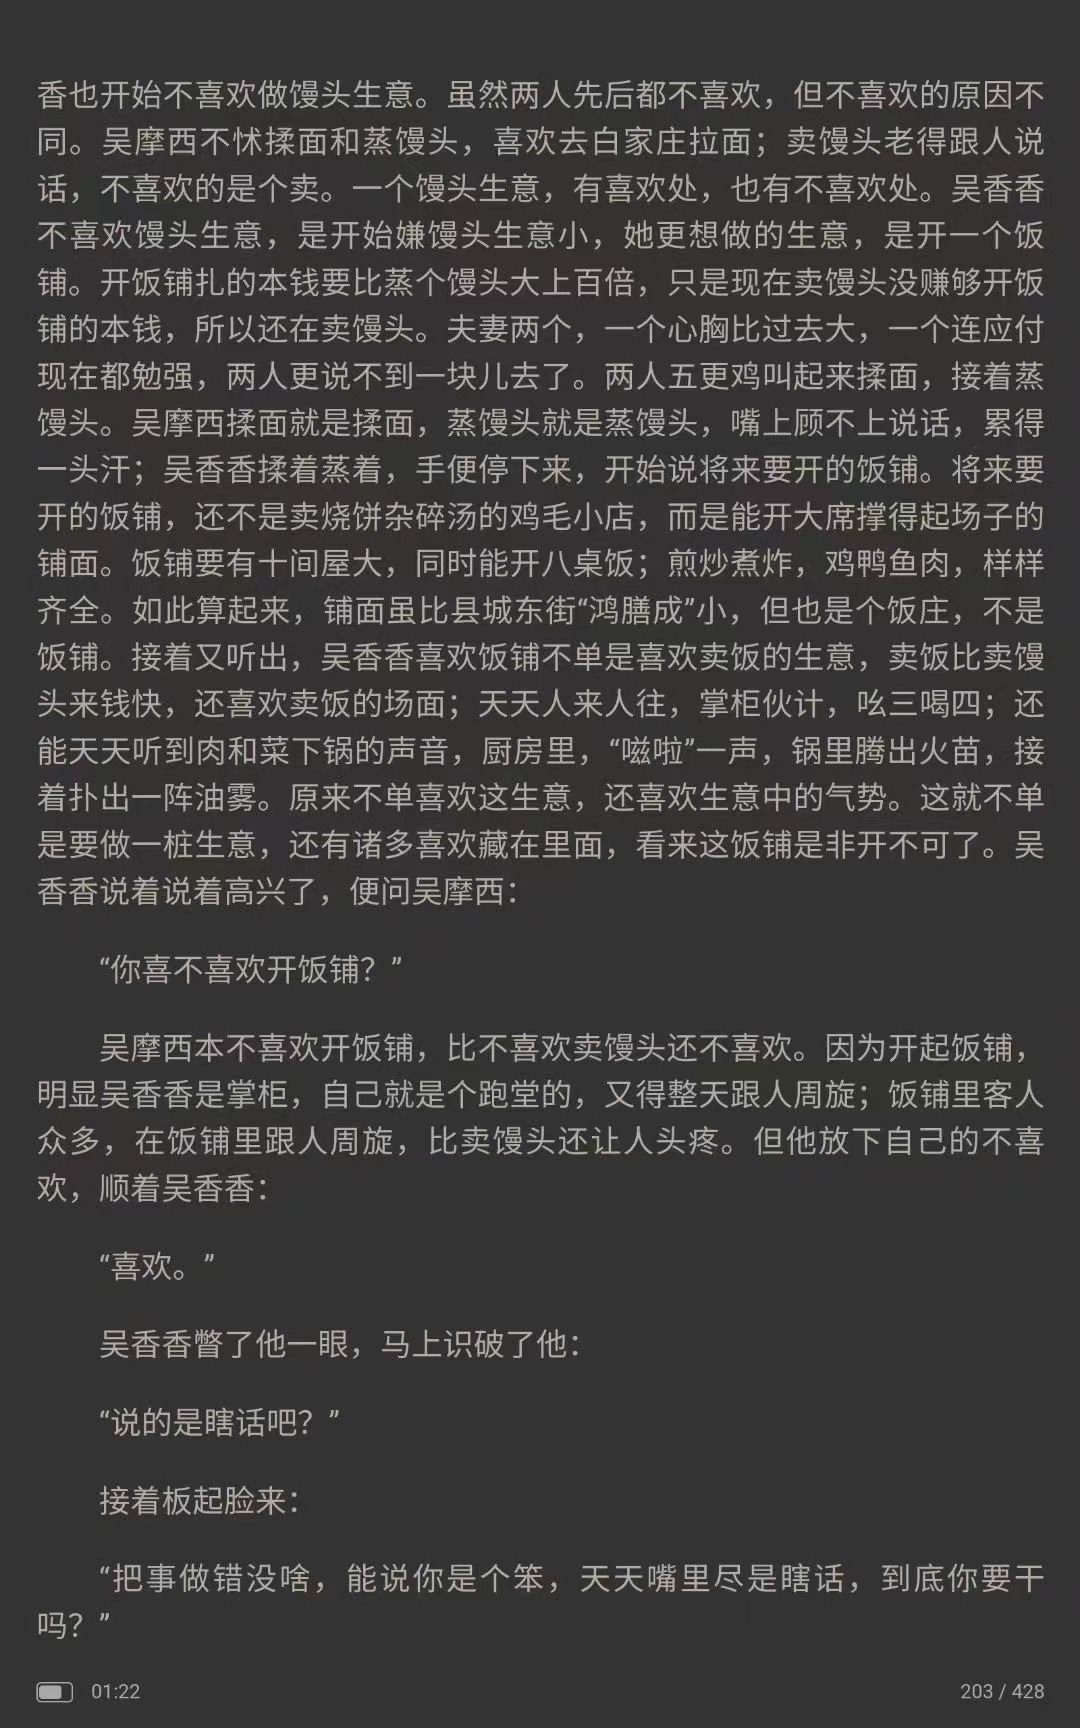 香也开始不喜欢做馒头生意。虽然两人先后都不喜欢，但不喜欢的原因不
同。吴摩西不怵揉面和蒸馒头，喜欢去白家庄拉面；卖馒头老得跟人说
话，不喜欢的是个卖。一个馒头生意，有喜欢处，也有不喜欢处。吴香香
不喜欢馒头生意，是开始嫌馒头生意小，她更想做的生意，是开一个饭
铺。开饭铺扎的本钱要比蒸个馒头大上百倍，只是现在卖馒头没赚够开饭
铺的本钱，所以还在卖馒头。夫妻两个，一个心胸比过去大，一个连应付
现在都勉强，两人更说不到一块儿去了。两人五更鸡叫起来揉面，接着蒸
馒头。吴摩西揉面就是揉面，蒸馒头就是蒸馒头，嘴上顾不上说话，累得
一头汗；吴香香揉着蒸着，手便停下来，开始说将来要开的饭铺。将来要
开的饭铺，还不是卖烧饼杂碎汤的鸡毛小店，而是能开大席撑得起场子的
铺面。饭铺要有十间屋大，同时能开八桌饭；煎炒煮炸，鸡鸭鱼肉，样样
齐全。如此算起来，铺面虽比县城东街“鸿膳成”小，但也是个饭庄，不是
饭铺。接着又听出，吴香香喜欢饭铺不单是喜欢卖饭的生意，卖饭比卖馒
头来钱快，还喜欢卖饭的场面；天天人来人往，掌柜伙计，吆三喝四；还
能天天听到肉和菜下锅的声音，厨房里，“嗞啦”一声，锅里腾出火苗，接
着扑出一阵油雾。原来不单喜欢这生意，还喜欢生意中的气势。这就不单
是要做一桩生意，还有诸多喜欢藏在里面，看来这饭铺是非开不可了。吴
香香说着说着高兴了，便问吴摩西：
“你喜不喜欢开饭铺？”
吴摩西本不喜欢开饭铺，比不喜欢卖馒头还不喜欢。因为开起饭铺，
明显吴香香是掌柜，自己就是个跑堂的，又得整天跟人周旋；饭铺里客人
众多，在饭铺里跟人周旋，比卖馒头还让人头疼。但他放下自己的不喜
欢，顺着吴香香：
“喜欢。”
吴香香瞥了他一眼，马上识破了他：
“说的是瞎话吧？”
接着板起脸来：
“把事做错没啥，能说你是个笨，天天嘴里尽是瞎话，到底你要干
吗？”
01:22
203 / 428